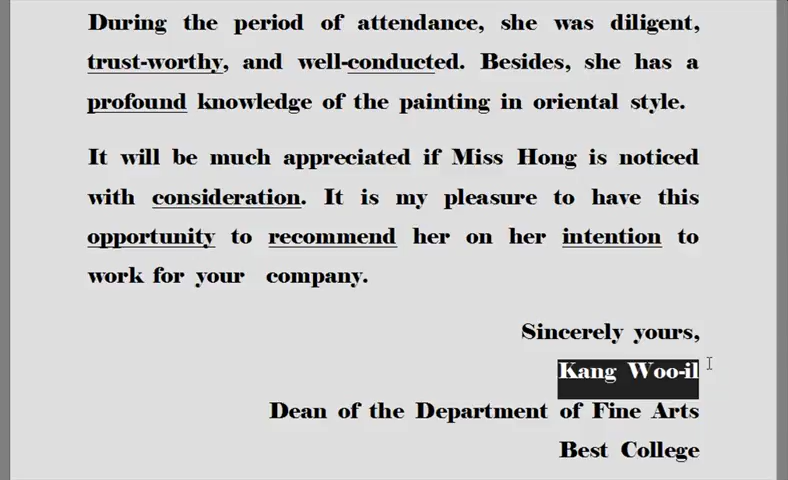 During the period of attendance, she was diligent,
trust-worthy, and well-conducted. Besides, she has a
profound knowledge of the painting in oriental style.
It will be much appreciated if Miss Hong is noticed
with consideration. It is my pleasure to have this
opportunity to recommend her on her intention to
work for your company.
Sincerely yours,
Kang Woo-il
Dean of the Department of Fine Arts
Best College